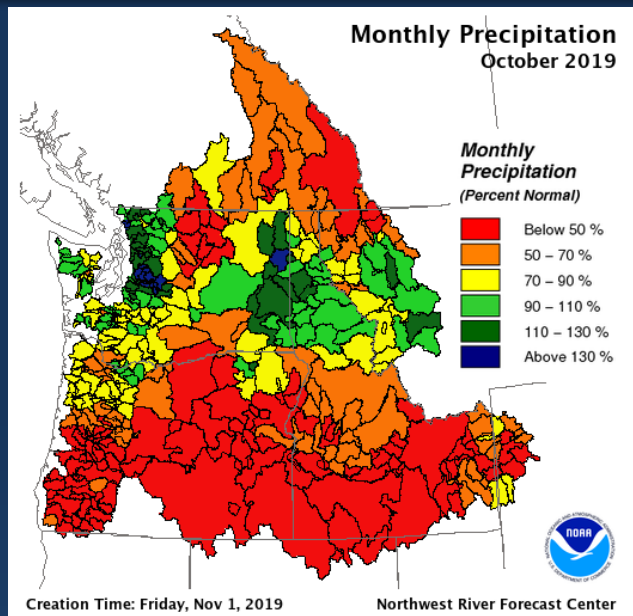 Monthly Precipitation
October 2019
Monthly
Precipitation
(Percent Normal)
Below 50 %
50 – 70 %
70 – 90 %
90 – 110 %
110 – 130 %
Above 130 %
NOAA
Creation Time: Friday, Nov 1, 2019
Northwest River Forecast Center